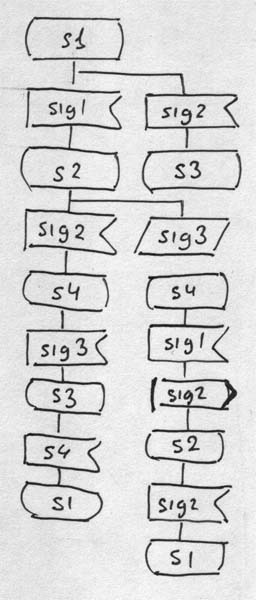 s1
sig1 sig2
s2 s3
sig2 sig3
s4 s4
sig3 sig1
s3 sig2
s4 s2
s1 sig2
s1